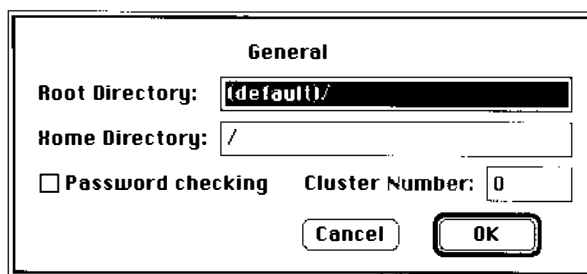 General
Root Directory: (default)/
Home Directory: /
Password checking Cluster Number: 0
Cancel OK